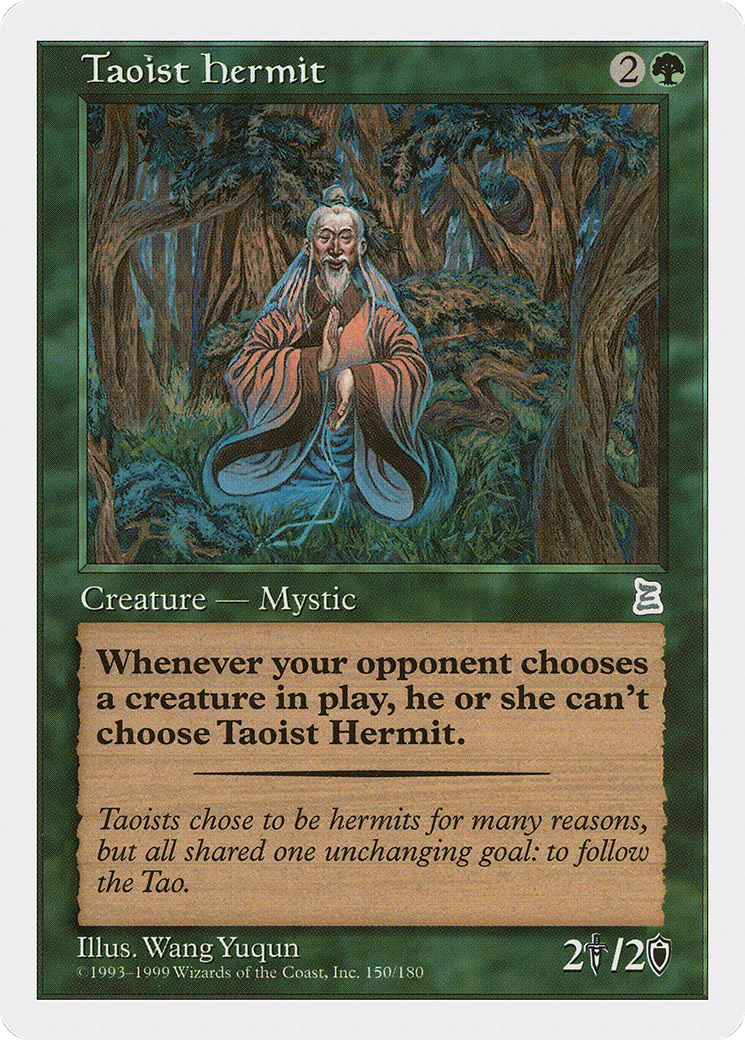 Taoist hermit 2
Creature — Mystic
Whenever your opponent chooses
a creature in play, he or she can't
choose Taoist Hermit.
Taoists chose to be hermits for many reasons,
but all shared one unchanging goal: to follow
the Tao.
Illus. Wang Yuqun
©1993–1999 Wizards of the Coast, Inc. 150/180
2/2